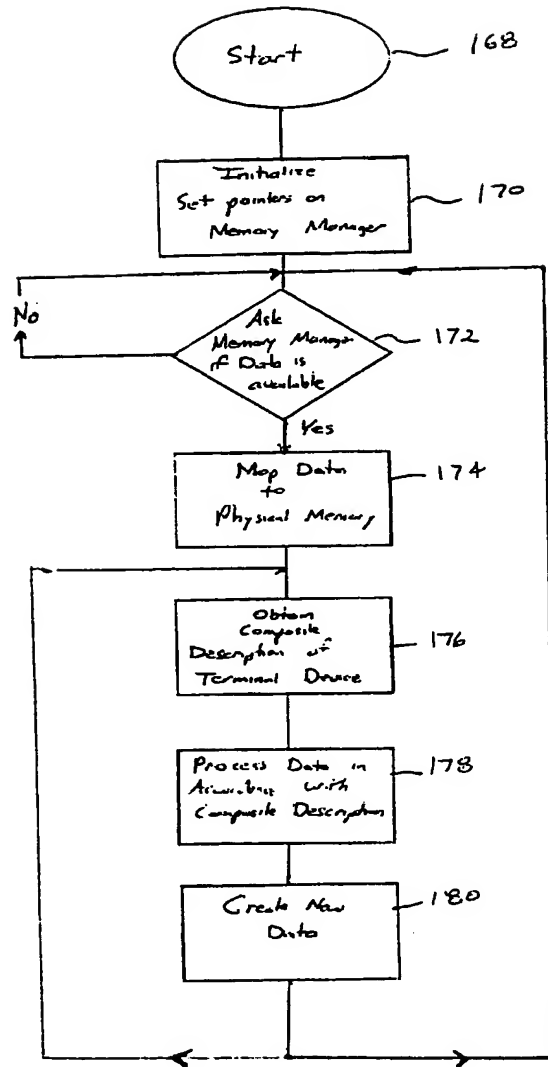 Start
168
Initialize
Set pointers on
Memory Manager
170
No
Ask
Memory Manager
if Data is
available
172
Yes
Map Data
to
Physical Memory
174
Obtain
Composite
Description of
Terminal Device
176
Process Data in
with
Composite Description
178
Create New
Data
180